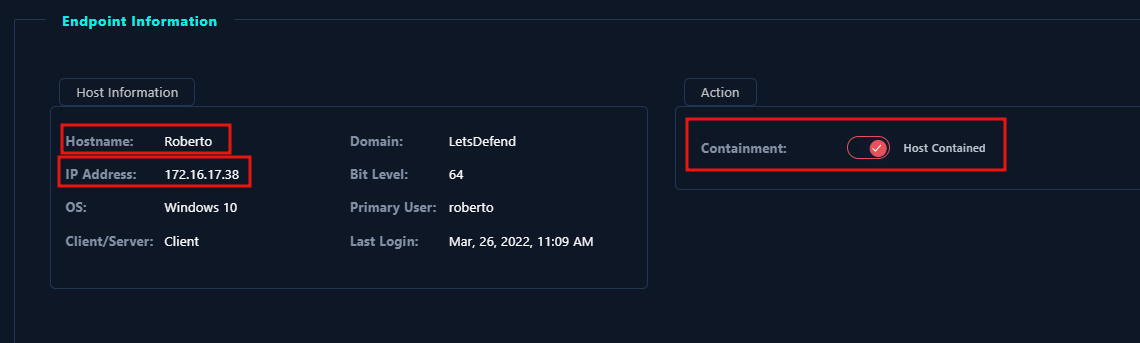 Endpoint Information
Host Information
Hostname: Roberto
Domain: LetsDefend
IP Address: 172.16.17.38
Bit Level: 64
OS: Windows 10
Primary User: roberto
Client/Server: Client
Last Login: Mar, 26, 2022, 11:09 AM
Action
Containment: Host Contained